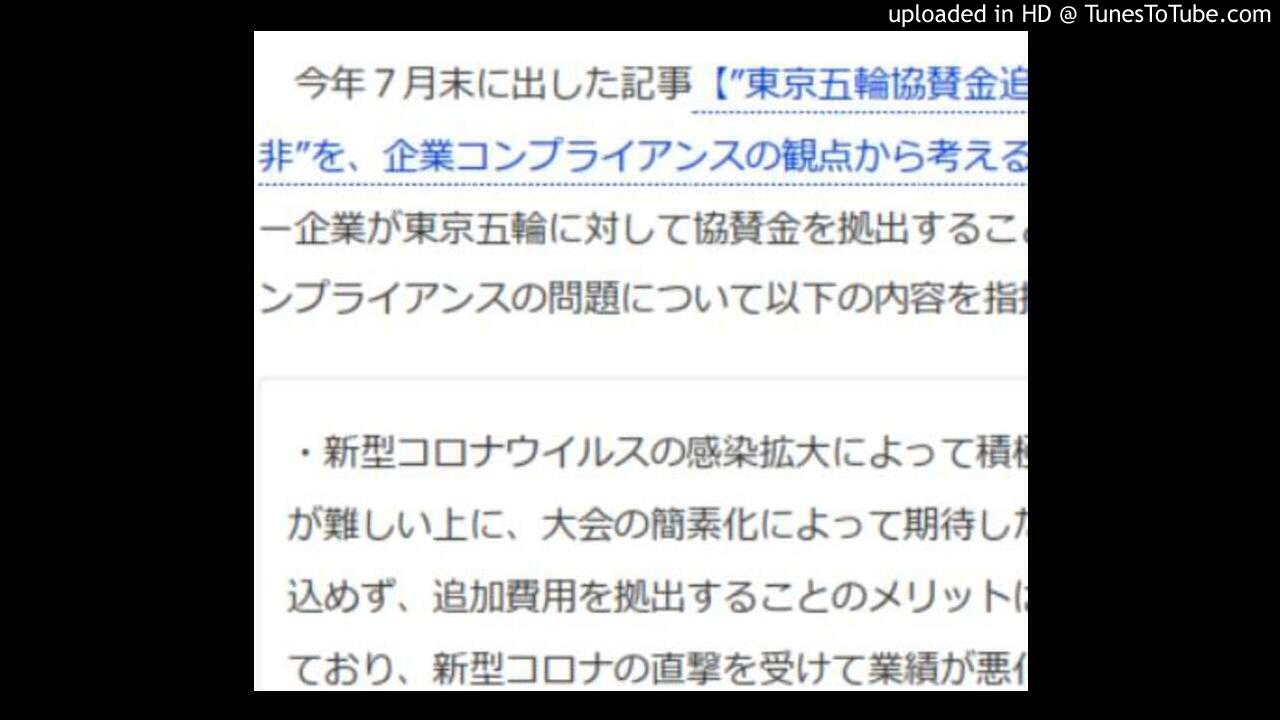 uploaded in HD @ TunesToTube.com
今年７月末に出した記事【”東京五輪協賛金追
非”を、企業コンプライアンスの観点から考える
ー企業が東京五輪に対して協賛金を拠出するこ
ンプライアンスの問題について以下の内容を指
・新型コロナウイルスの感染拡大によって積
が難しい上に、大会の簡素化によって期待し
込めず、追加費用を拠出することのメリット
ており、新型コロナの直撃を受けて業績が悪